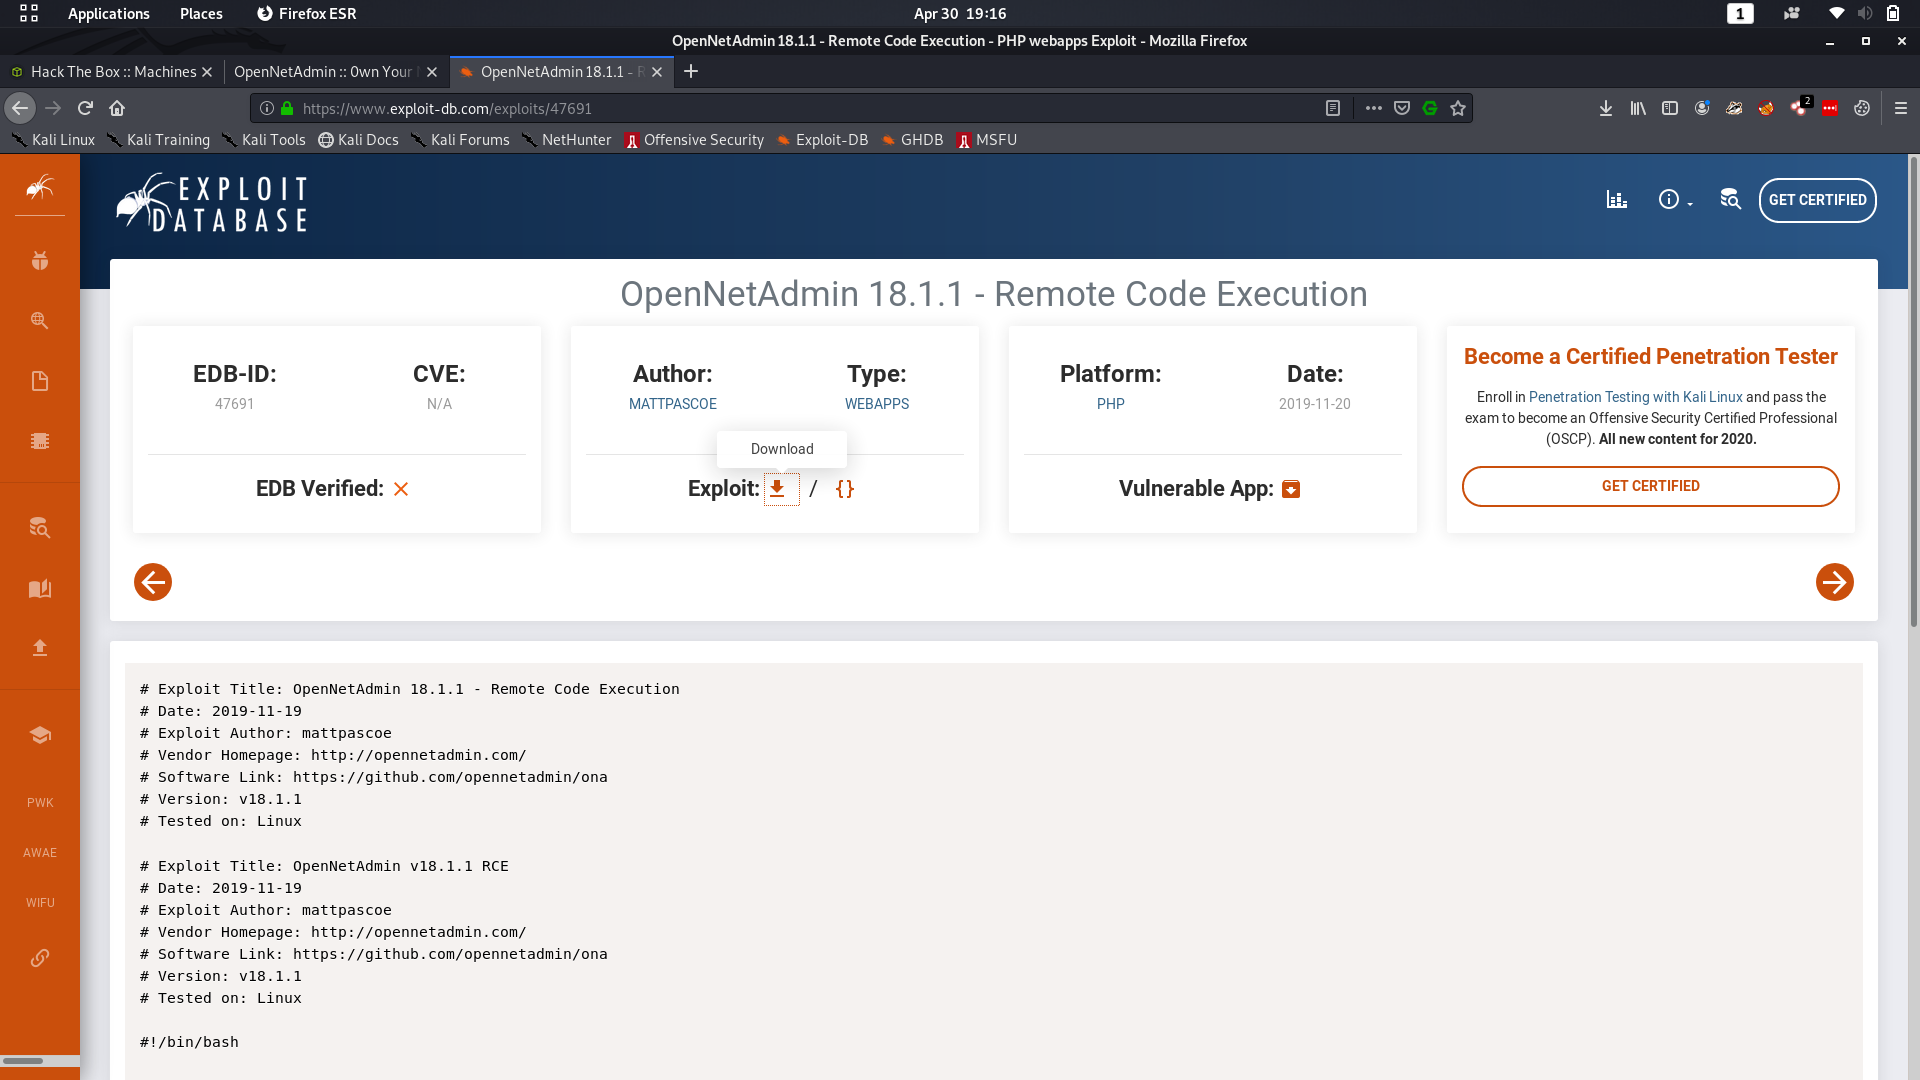 Applications Places Firefox ESR Apr 30 19:16 1
OpenNetAdmin 18.1.1 - Remote Code Execution - PHP webapps Exploit - Mozilla Firefox
Hack The Box :: Machines OpenNetAdmin :: 0wn Your OpenNetAdmin 18.1.1 - R
https://www.exploit-db.com/exploits/47691 2
Kali Linux Kali Training Kali Tools Kali Docs Kali Forums NetHunter Offensive Security Exploit-DB GHDB MSFU
EXPLOIT
DATABASE
GET CERTIFIED
OpenNetAdmin 18.1.1 - Remote Code Execution
EDB-ID:
47691
CVE:
N/A
EDB Verified:
Author:
MATTPASCOE
Type:
WEBAPPS
Download
Exploit: / {}
Platform:
PHP
Date:
2019-11-20
Vulnerable App:
Become a Certified Penetration Tester
Enroll in Penetration Testing with Kali Linux and pass the
exam to become an Offensive Security Certified Professional
(OSCP). All new content for 2020.
GET CERTIFIED
PWK
AWAE
WIFU
# Exploit Title: OpenNetAdmin 18.1.1 - Remote Code Execution
# Date: 2019-11-19
# Exploit Author: mattpascoe
# Vendor Homepage: http://opennetadmin.com/
# Software Link: https://github.com/opennetadmin/ona
# Version: v18.1.1
# Tested on: Linux
# Exploit Title: OpenNetAdmin v18.1.1 RCE
# Date: 2019-11-19
# Exploit Author: mattpascoe
# Vendor Homepage: http://opennetadmin.com/
# Software Link: https://github.com/opennetadmin/ona
# Version: v18.1.1
# Tested on: Linux
#!/bin/bash